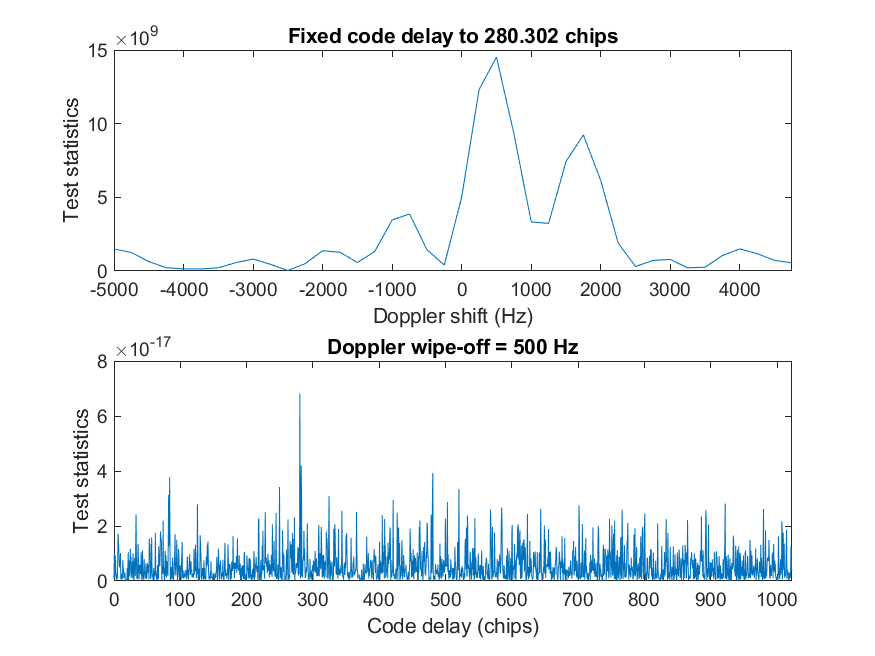 Fixed code delay to 280.302 chips
×10^9
15
10
5
0
Test statistics
-5000 -4000 -3000 -2000 -1000 0 1000 2000 3000 4000
Doppler shift (Hz)
Doppler wipe-off = 500 Hz
×10^-17
8
6
4
2
0
Test statistics
0 100 200 300 400 500 600 700 800 900 1000
Code delay (chips)